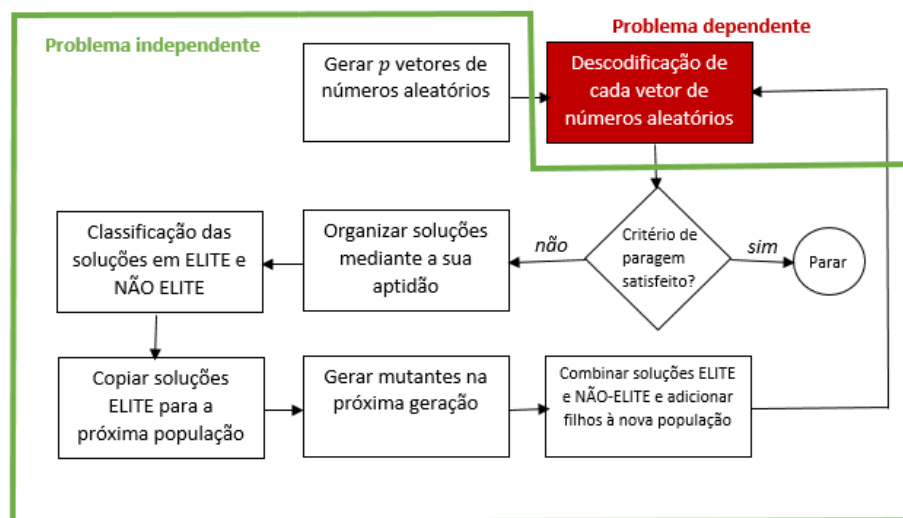 Problema independente
Problema dependente
Gerar p vetores de
números aleatórios
Descodificação de
cada vetor de
números aleatórios
Critério de
paragem
satisfeito?
sim
Parar
não
Organizar soluções
mediante a sua
aptidão
Classificação das
soluções em ELITE e
NÃO ELITE
Copiar soluções
ELITE para a
próxima população
Gerar mutantes na
próxima geração
Combinar soluções ELITE
e NÃO-ELITE e adicionar
filhos à nova população